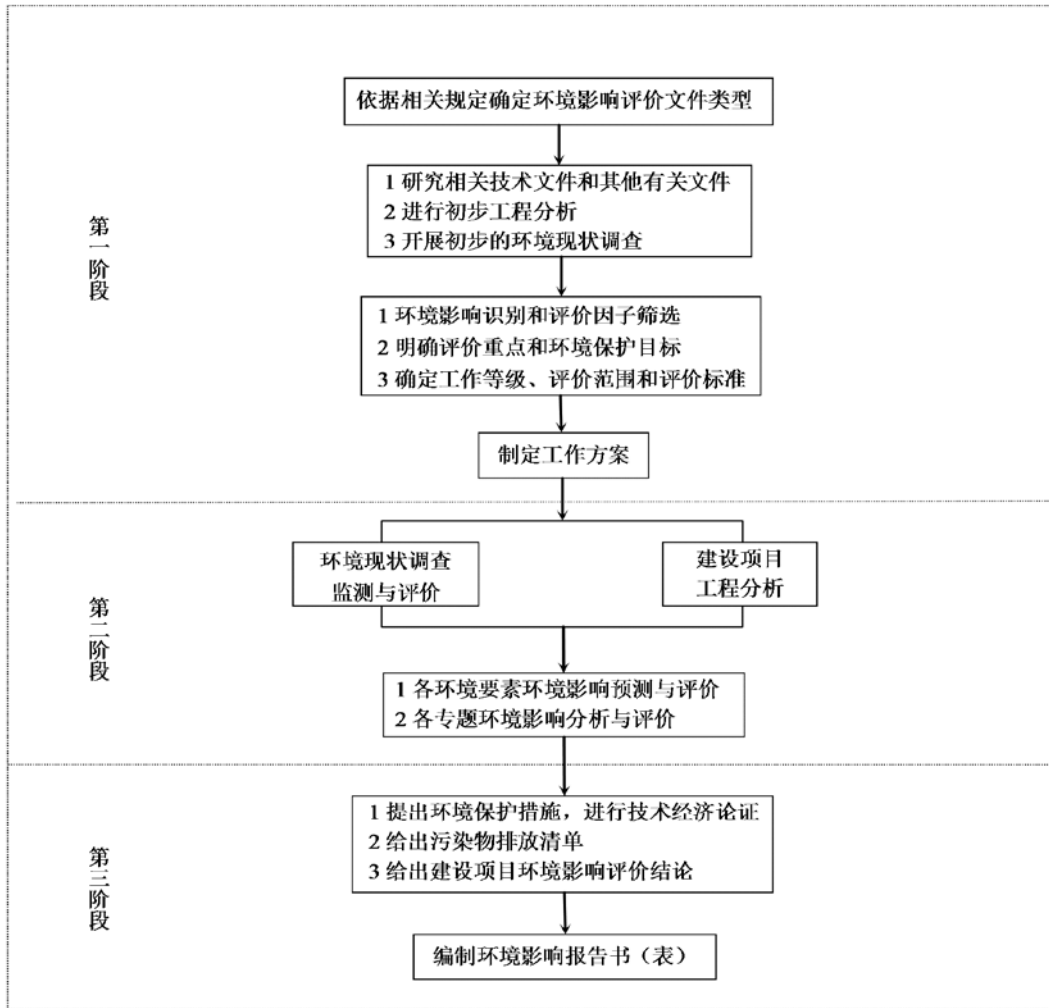 依据相关规定确定环境影响评价文件类型
1 研究相关技术文件和其他有关文件
2 进行初步工程分析
3 开展初步的环境现状调查
第一阶段
1 环境影响识别和评价因子筛选
2 明确评价重点和环境保护目标
3 确定工作等级、评价范围和评价标准
制定工作方案
环境现状调查
监测与评价
建设项目
工程分析
第二阶段
1 各环境要素环境影响预测与评价
2 各专题环境影响分析与评价
1 提出环境保护措施，进行技术经济论证
2 给出污染物排放清单
3 给出建设项目环境影响评价结论
第三阶段
编制环境影响报告书（表）